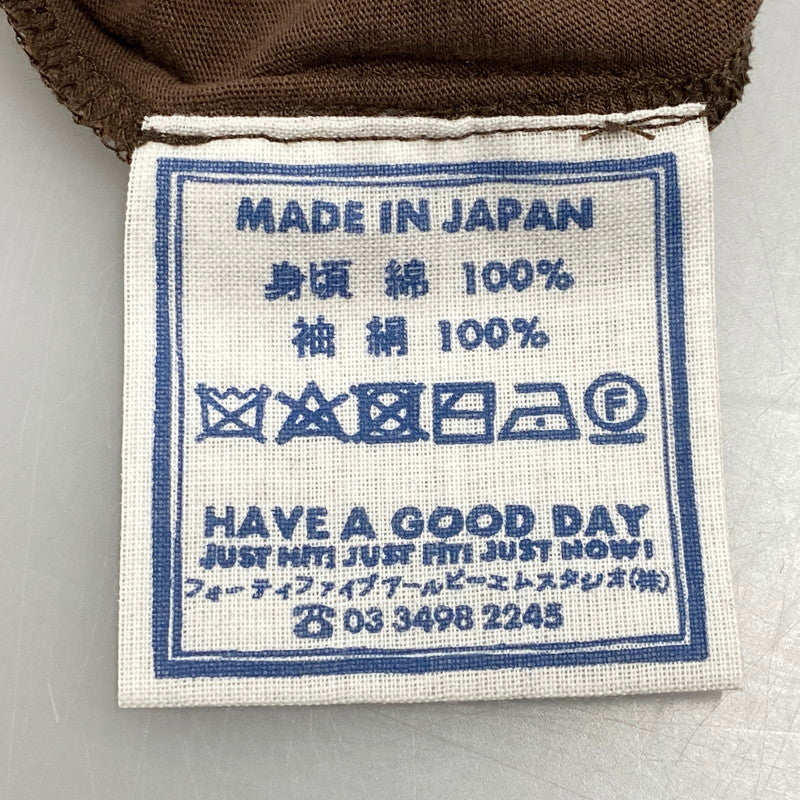 MADE IN JAPAN
身頃 綿 100%
袖 絹 100%
F
HAVE A GOOD DAY
JUST HIT! JUST FIT! JUST NOW!
フォーティファイブアールピーエムスタジオ(株)
☎ 03 3498 2245